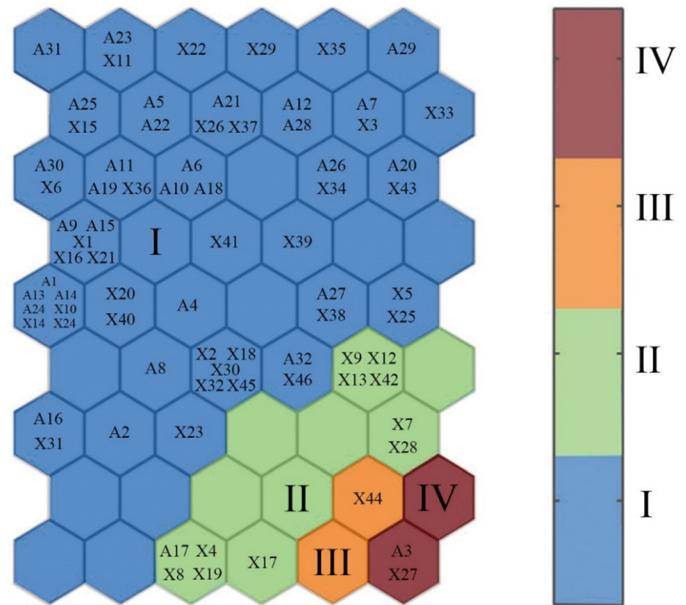 A31
A23
X11
X22
X29
X35
A29
A25
X15
A5
A22
A21
X26 X37
A12
A28
A7
X3
X33
A30
X6
A11
A19 X36
A6
A10 A18
A26
X34
A20
X43
A9 A15
X1
X16 X21
I
X41
X39
A1
A13 A14
A24 X10
X14 X24
X20
X40
A4
A27
X38
X5
X25
A8
X2 X18
X30
X32 X45
A32
X46
X9 X12
X13 X42
A16
X31
A2
X23
X7
X28
II
X44
IV
A17 X4
X8 X19
X17
III
A3
X27
IV
III
II
I